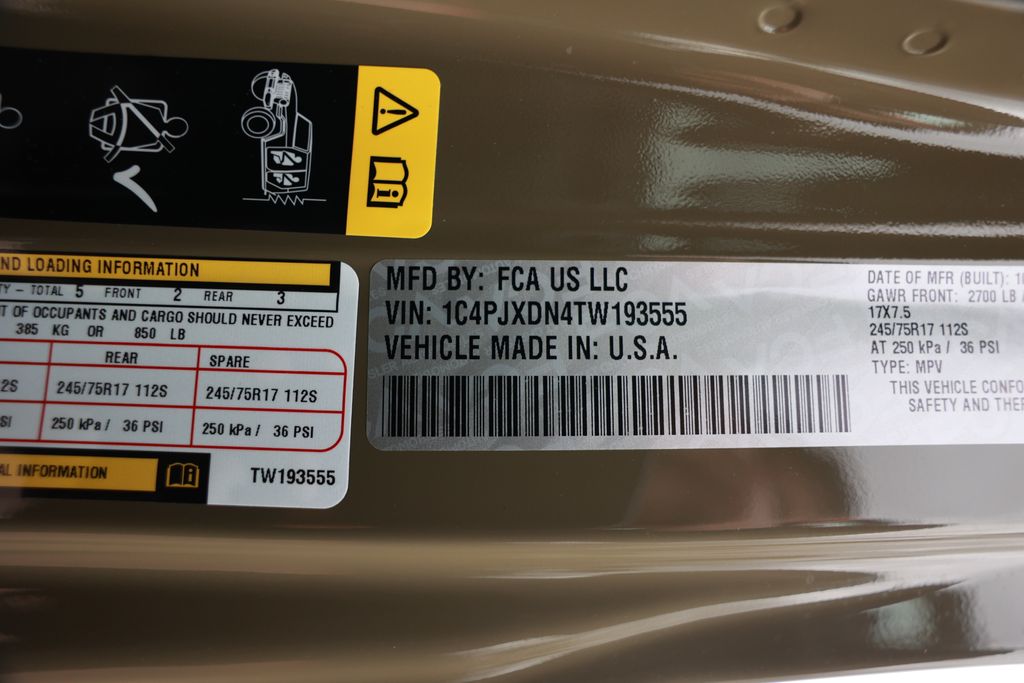 ND LOADING INFORMATION
TY - TOTAL 5 FRONT 2 REAR 3
T OF OCCUPANTS AND CARGO SHOULD NEVER EXCEED
385 KG OR 850 LB
REAR SPARE
2S 245/75R17 112S 245/75R17 112S
SI 250 kPa / 36 PSI 250 kPa / 36 PSI
AL INFORMATION
TW193555
MFD BY: FCA US LLC
VIN: 1C4PJXDN4TW193555
VEHICLE MADE IN: U.S.A.
DATE OF MFR (BUILT): 1
GAWR FRONT: 2700 LB
17X7.5
245/75R17 112S
AT 250 kPa / 36 PSI
TYPE: MPV
THIS VEHICLE CONFO
SAFETY AND THEF